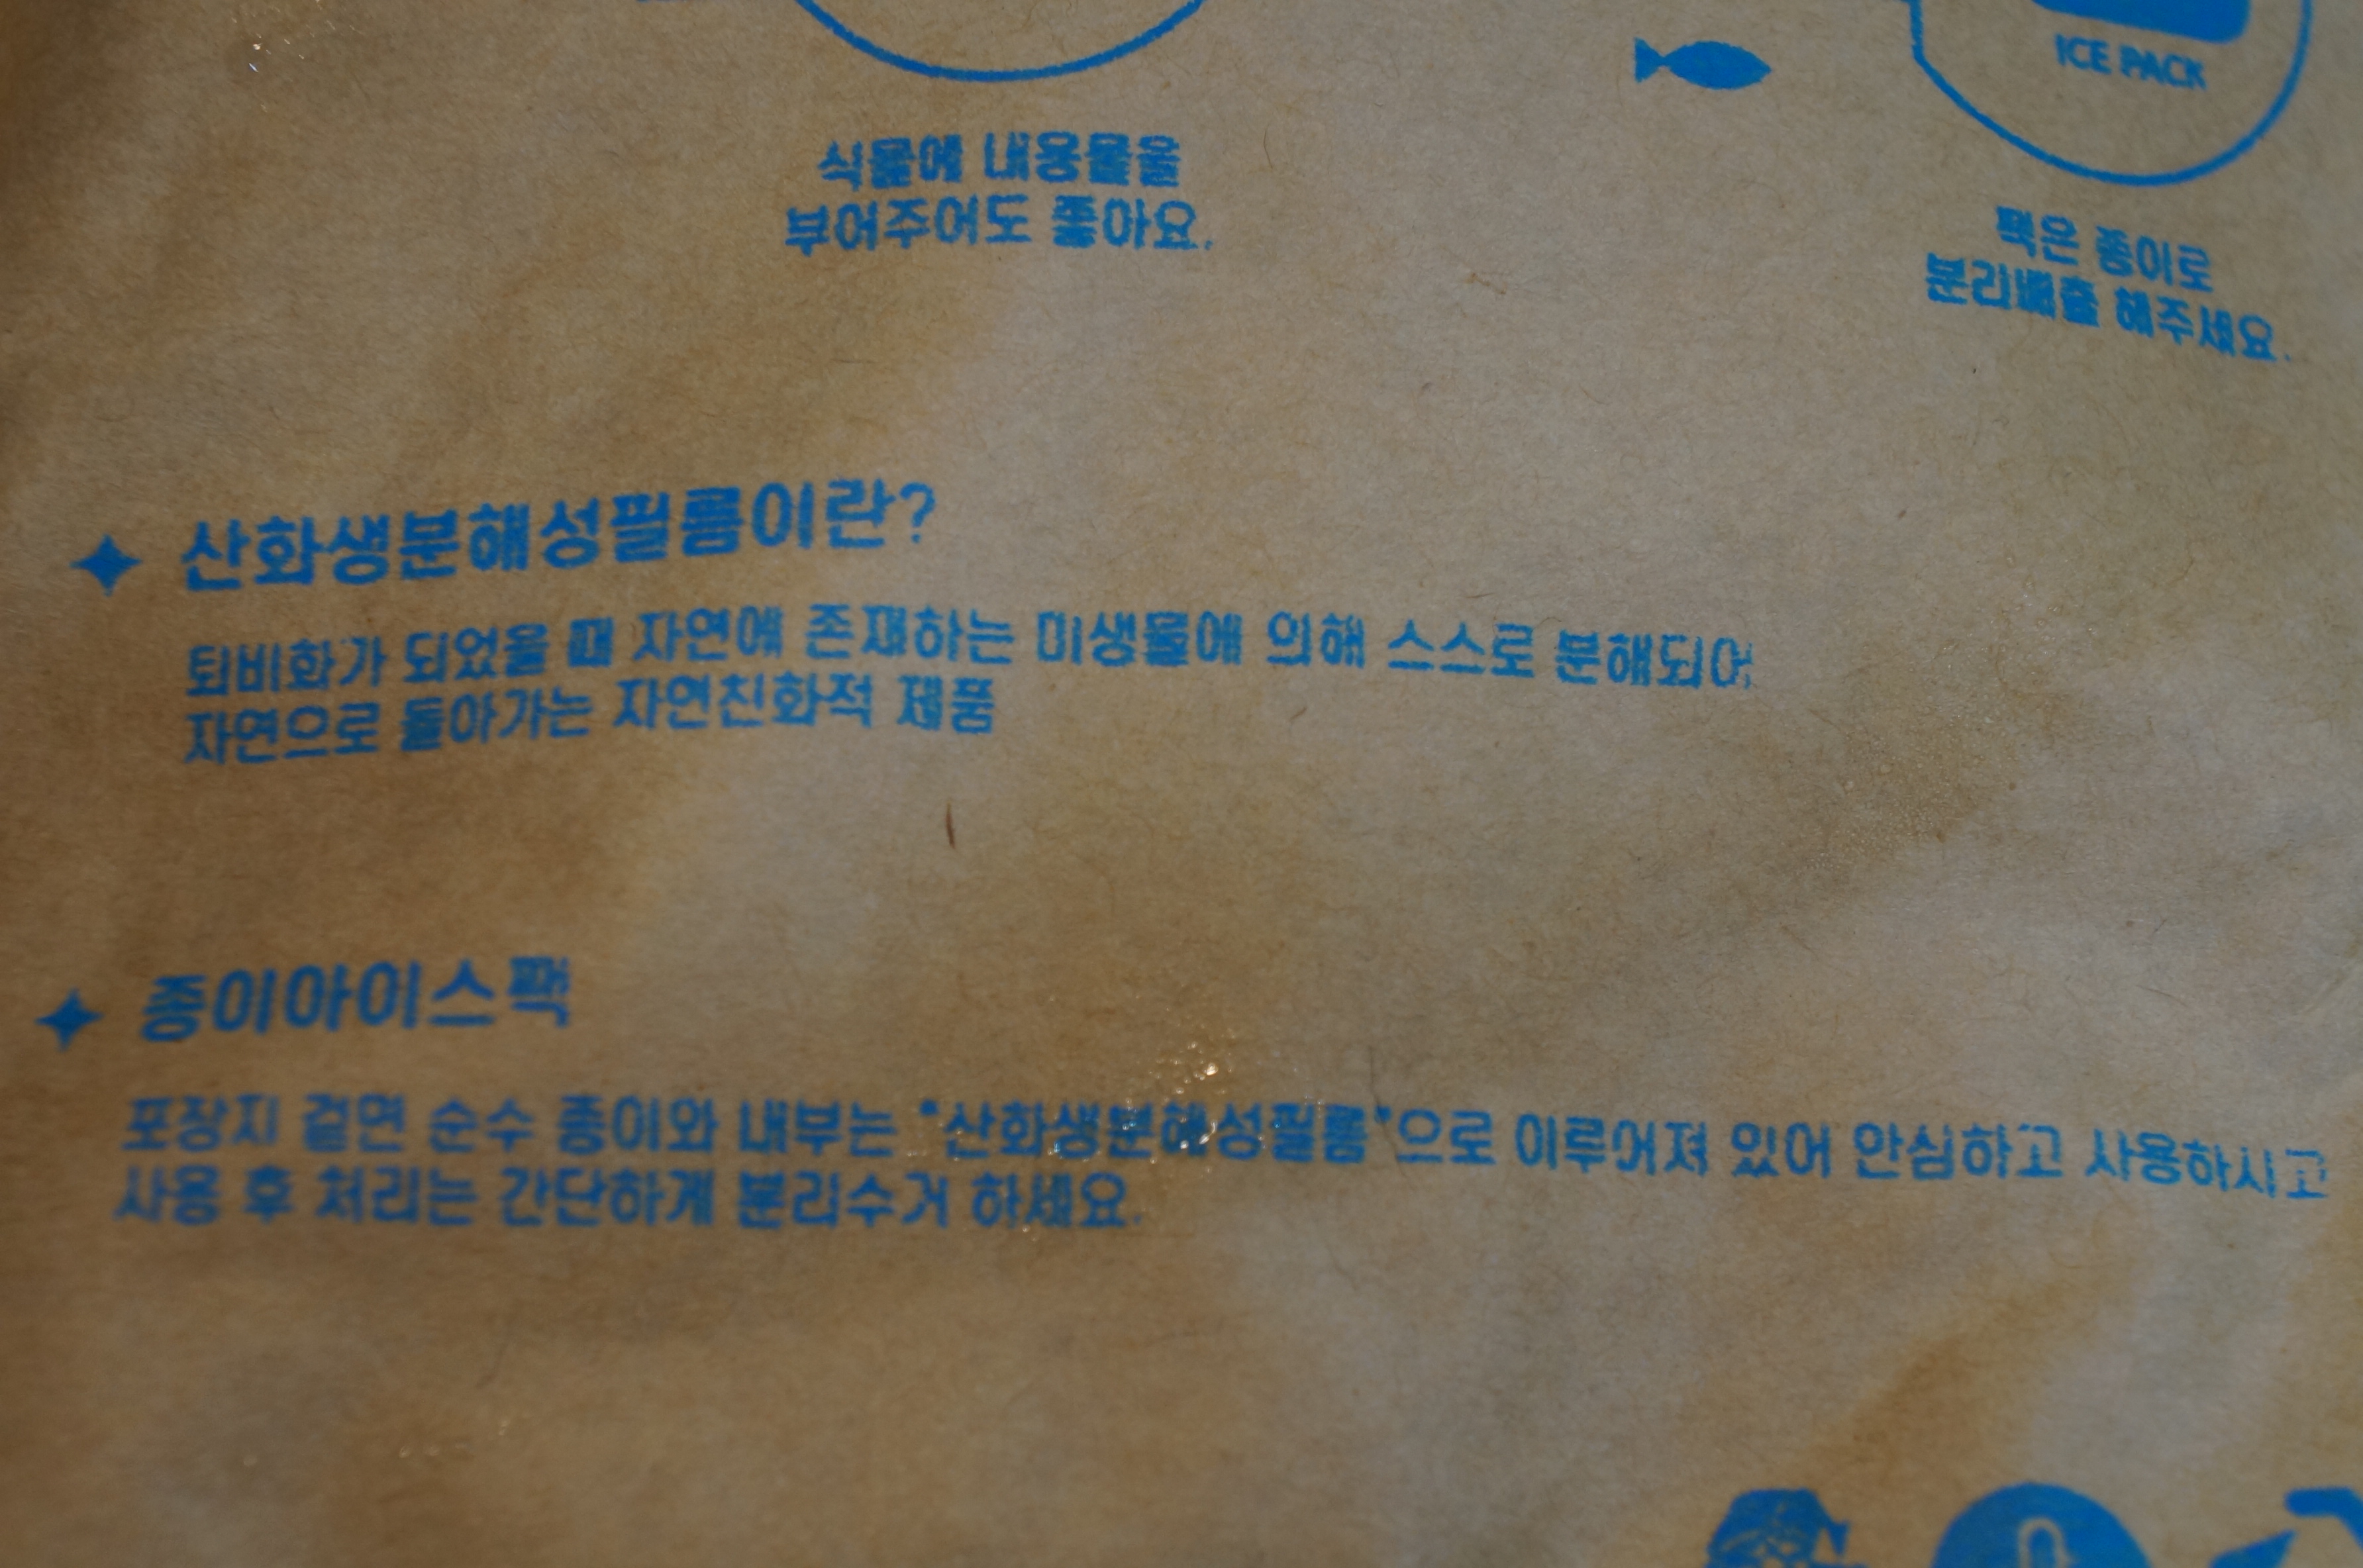 ICE PACK
식물에 내용물을
부어주어도 좋아요.
팩은 종이로
분리배출 해주세요.
산화생분해성필름이란?
퇴비화가 되었을 때 자연에 존재하는 미생물에 의해 스스로 분해되어
자연으로 돌아가는 자연친화적 제품
종이아이스팩
포장지 겉면 순수 종이와 내부는 "산화생분해성필름"으로 이루어져 있어 안심하고 사용하시고
사용 후 처리는 간단하게 분리수거 하세요.